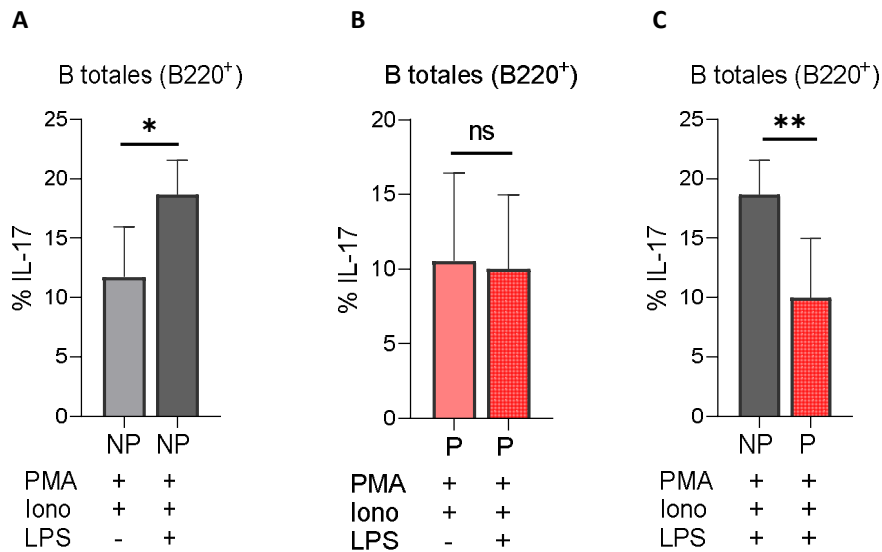 A
B totales (B220⁺)
25
20
15
10
5
0
% IL-17
*
NP NP
PMA + +
Iono + +
LPS - +
B
B totales (B220⁺)
20
15
10
5
0
% IL-17
ns
P P
PMA + +
Iono + +
LPS - +
C
B totales (B220⁺)
25
20
15
10
5
0
% IL-17
**
NP P
PMA + +
Iono + +
LPS + +